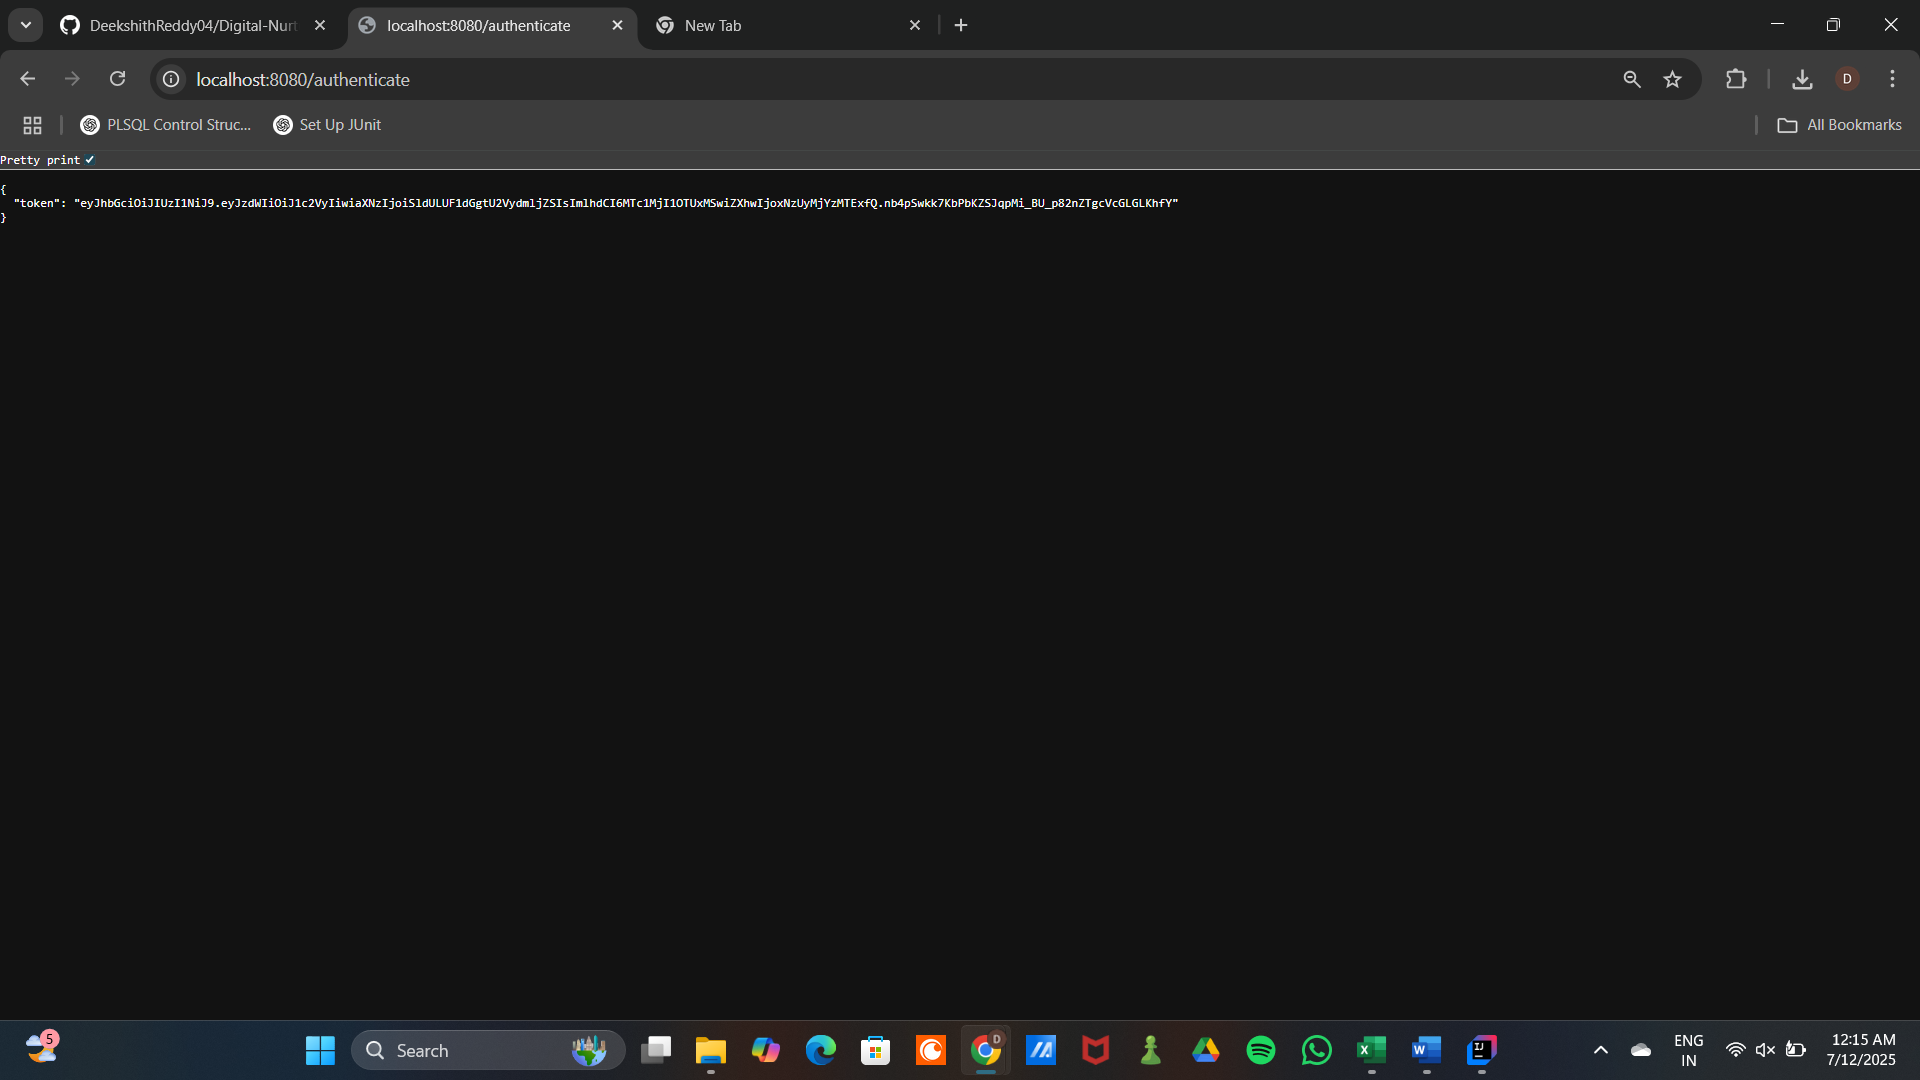 DeekshithReddy04/Digital-Nurt
localhost:8080/authenticate
New Tab
localhost:8080/authenticate
D
PLSQL Control Struc...
Set Up JUnit
All Bookmarks
Pretty print
{
"token": "eyJhbGciOiJIUzI1NiJ9.eyJzdWIiOiJ1c2VyIiwiaXNzIjoiSldULUF1dGgtU2VydmljZSIsImlhdCI6MTc1MjI1OTUxMSwiZXhwIjoxNzUyMjYzMTExfQ.nb4pSwkk7KbPbKZSJqpMi_BU_p82nZTgcVcGLGLKhfY"
}
5
Search
D
ENG
IN
12:15 AM
7/12/2025